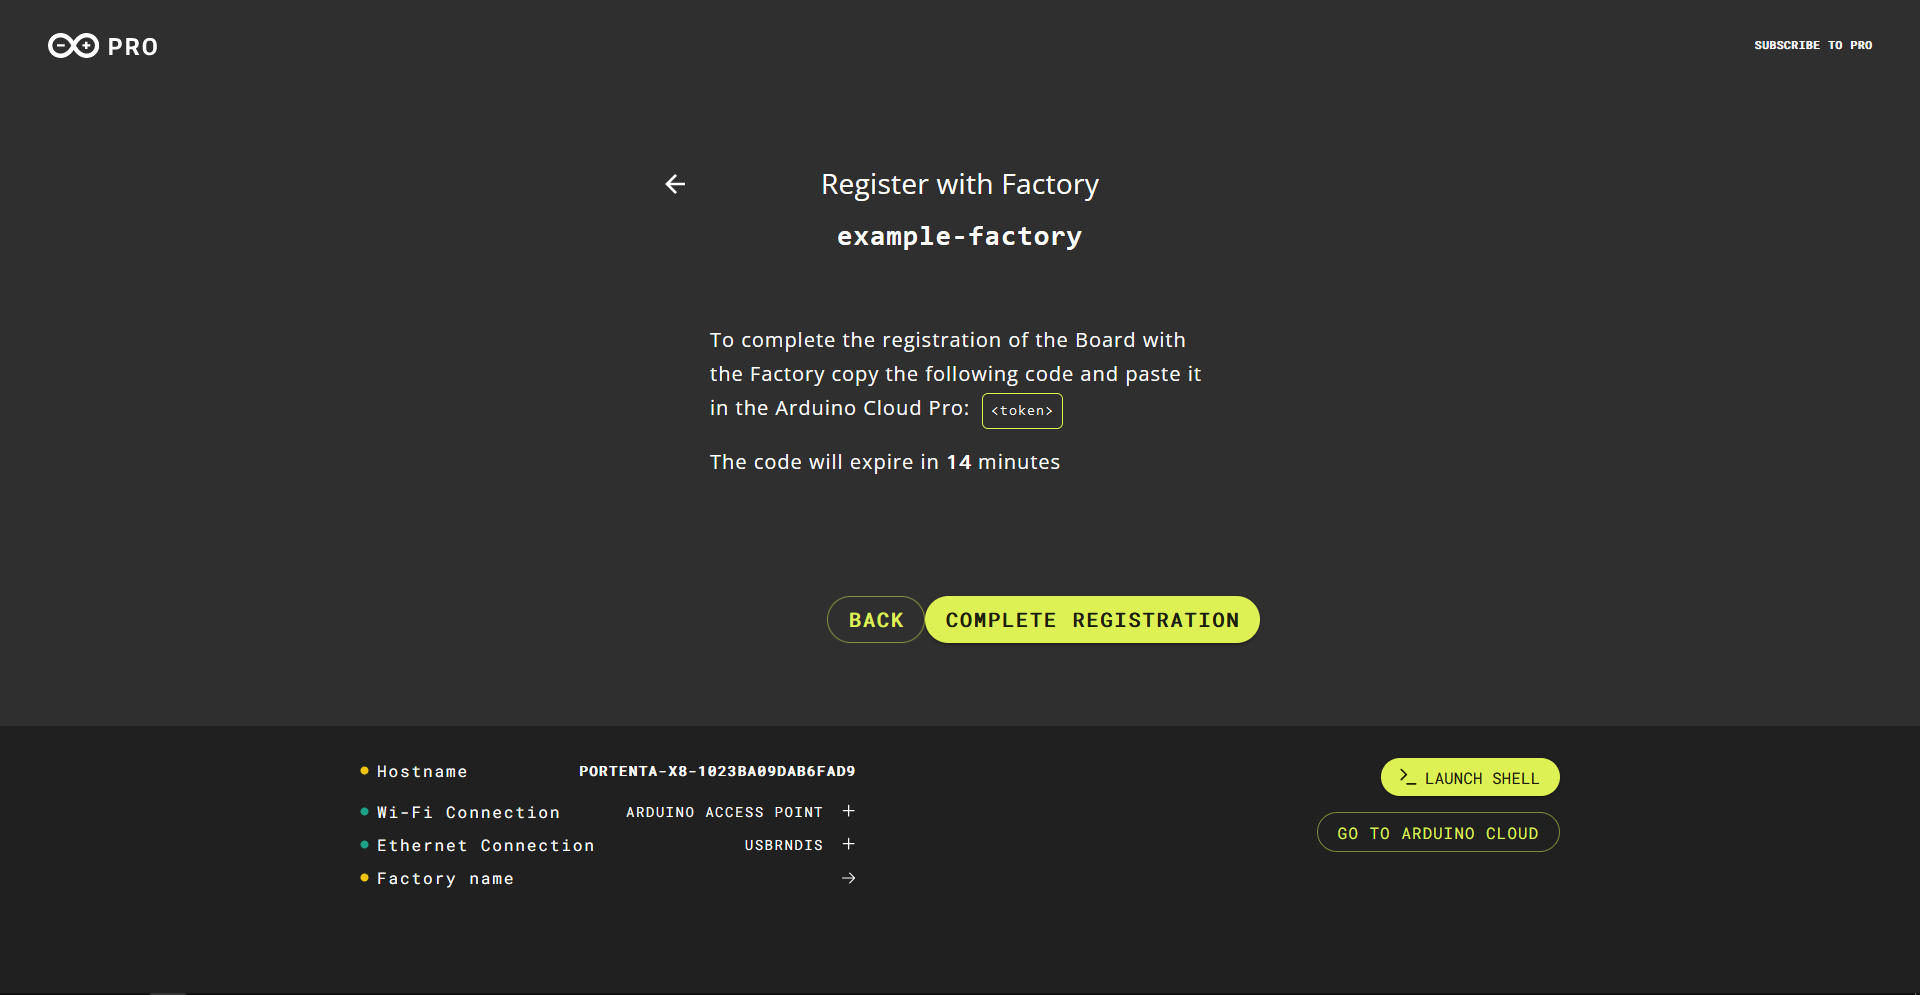 PRO
SUBSCRIBE TO PRO
Register with Factory
example-factory
To complete the registration of the Board with
the Factory copy the following code and paste it
in the Arduino Cloud Pro: <token>
The code will expire in 14 minutes
BACK
COMPLETE REGISTRATION
Hostname PORTENTA-X8-1023BA09DAB6FAD9
Wi-Fi Connection ARDUINO ACCESS POINT +
Ethernet Connection USBRNDIS +
Factory name →
>_ LAUNCH SHELL
GO TO ARDUINO CLOUD